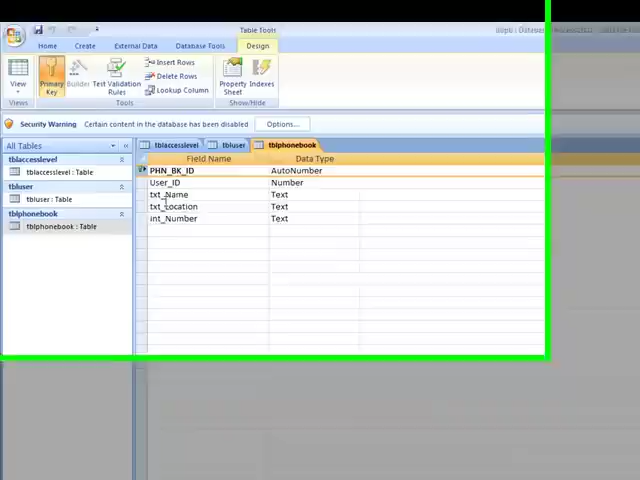 Table Tools
Home Create External Data Database Tools Design
View
Primary Key
Builder
Test Validation Rules
Insert Rows
Delete Rows
Lookup Column
Property Sheet
Indexes
Views Tools Show/Hide
Security Warning Certain content in the database has been disabled Options...
All Tables tblaccesslevel tbluser tblphonebook
Field Name Data Type
tblaccesslevel
tblaccesslevel : Table
tbluser
tbluser : Table
tblphonebook
tblphonebook : Table
PHN_BK_ID AutoNumber
User_ID Number
txt_Name Text
txt_Location Text
int_Number Text